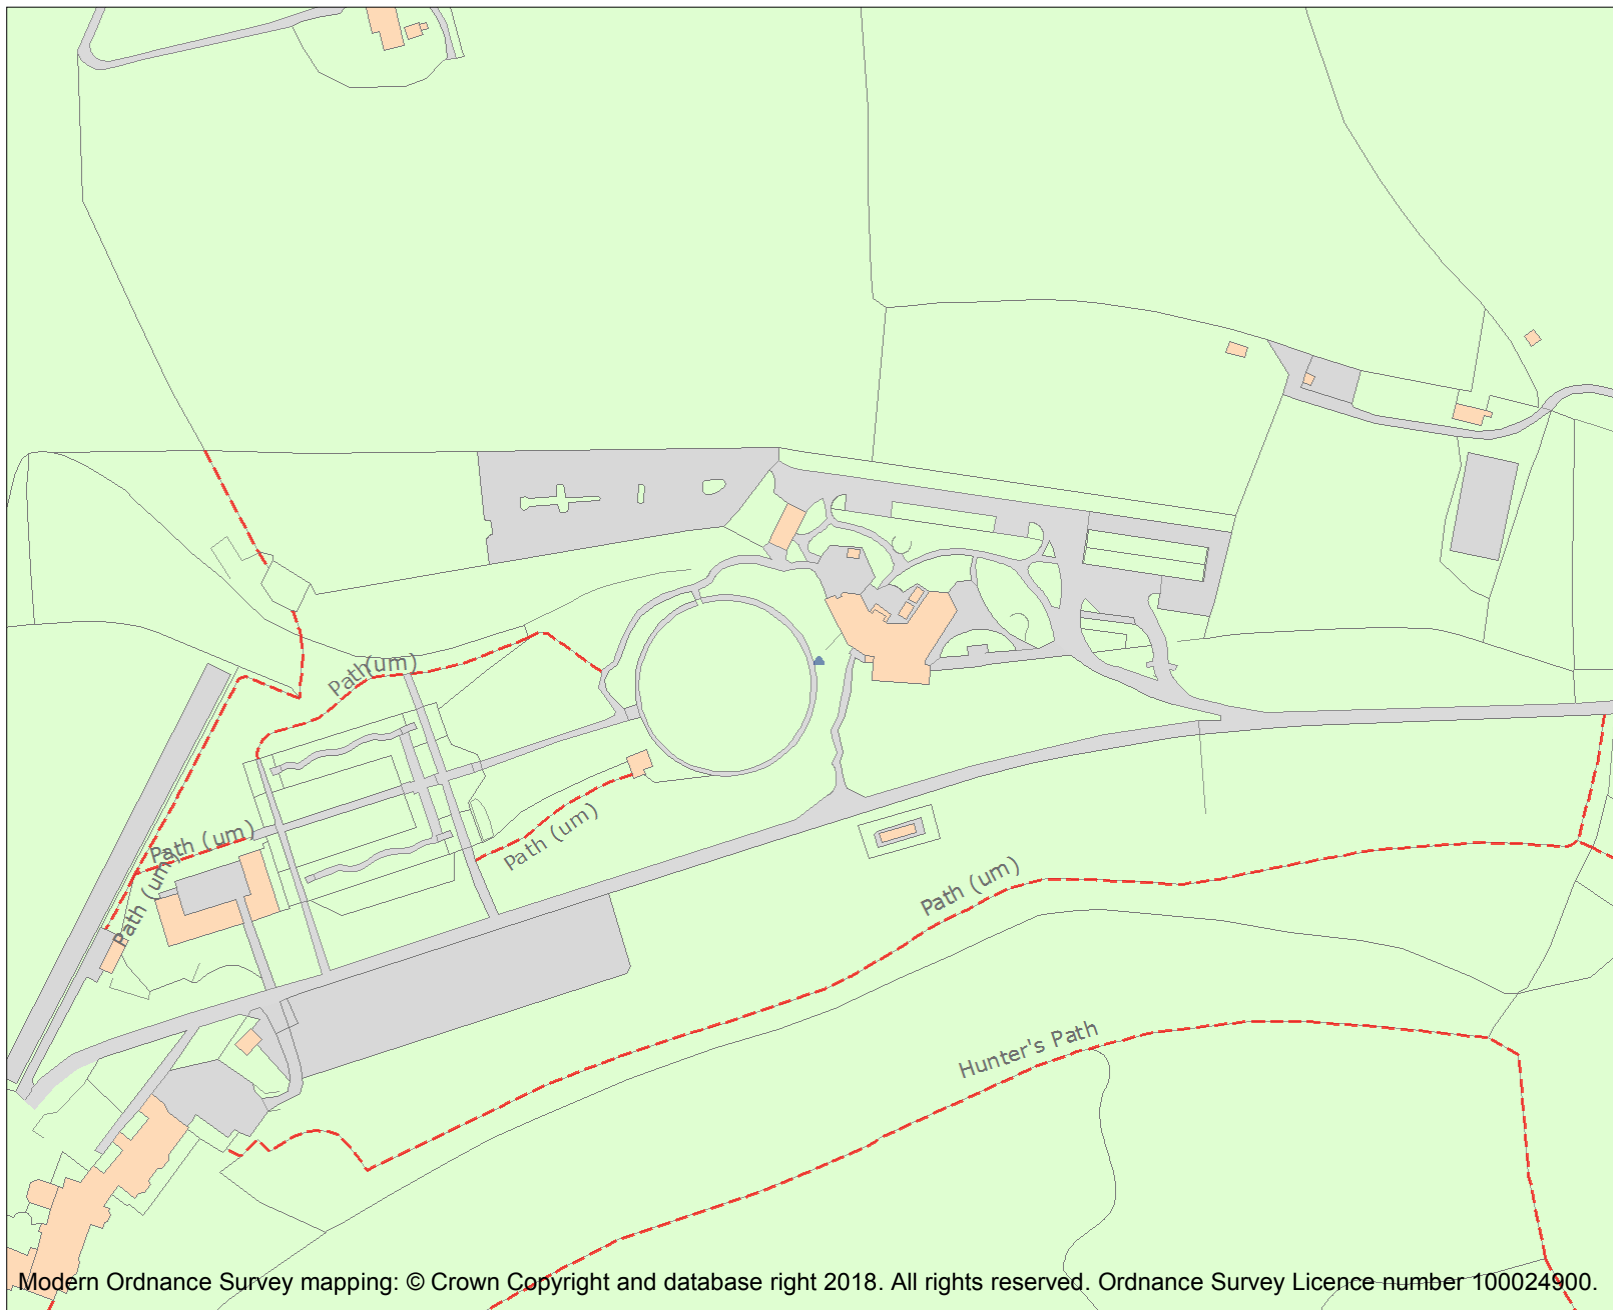 Path(um)
Path (um)
Path (um)
Path (um)
Path (um)
Hunter's Path
Modern Ordnance Survey mapping: © Crown Copyright and database right 2018. All rights reserved. Ordnance Survey Licence number 100024900.